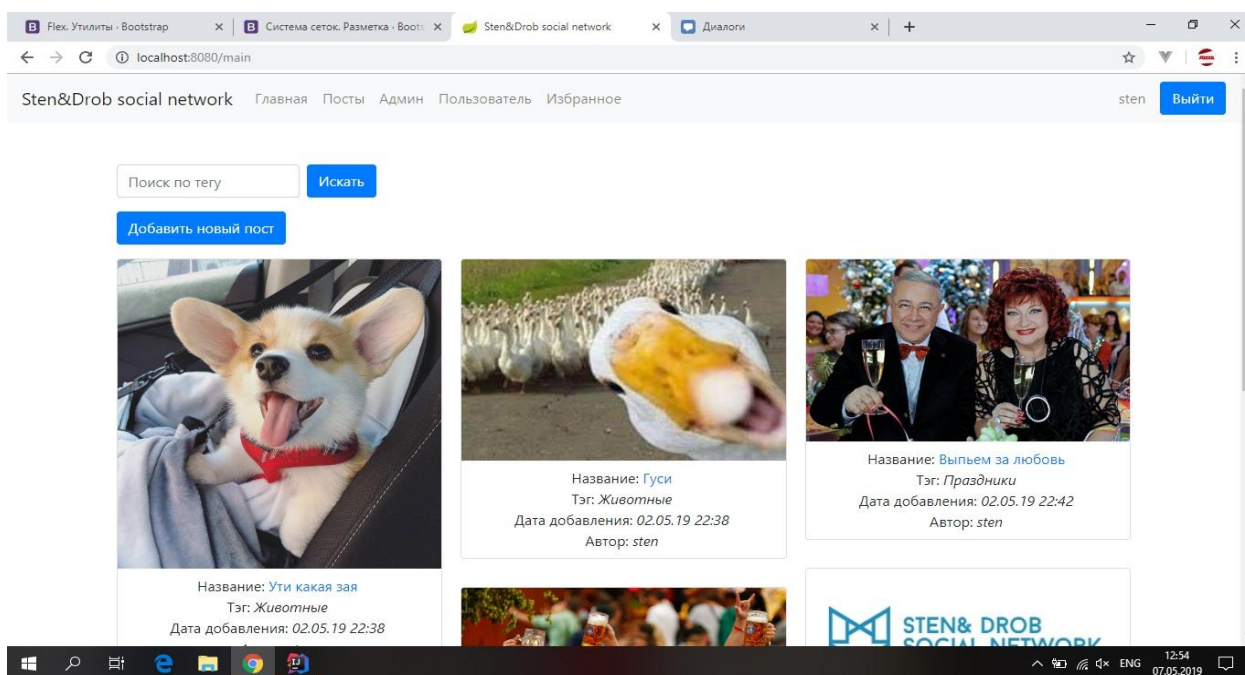 Flex. Утилиты · Bootstrap
Система сеток. Разметка · Boots
Sten&Drob social network
Диалоги
localhost:8080/main
Sten&Drob social network Главная Посты Админ Пользователь Избранное sten Выйти
Поиск по тегу Искать
Добавить новый пост
Название: Ути какая зая
Тэг: Животные
Дата добавления: 02.05.19 22:38
Название: Гуси
Тэг: Животные
Дата добавления: 02.05.19 22:38
Автор: sten
Название: Выпьем за любовь
Тэг: Праздники
Дата добавления: 02.05.19 22:42
Автор: sten
STEN& DROB
SOCIAL NETWORK
ENG
12:54
07.05.2019